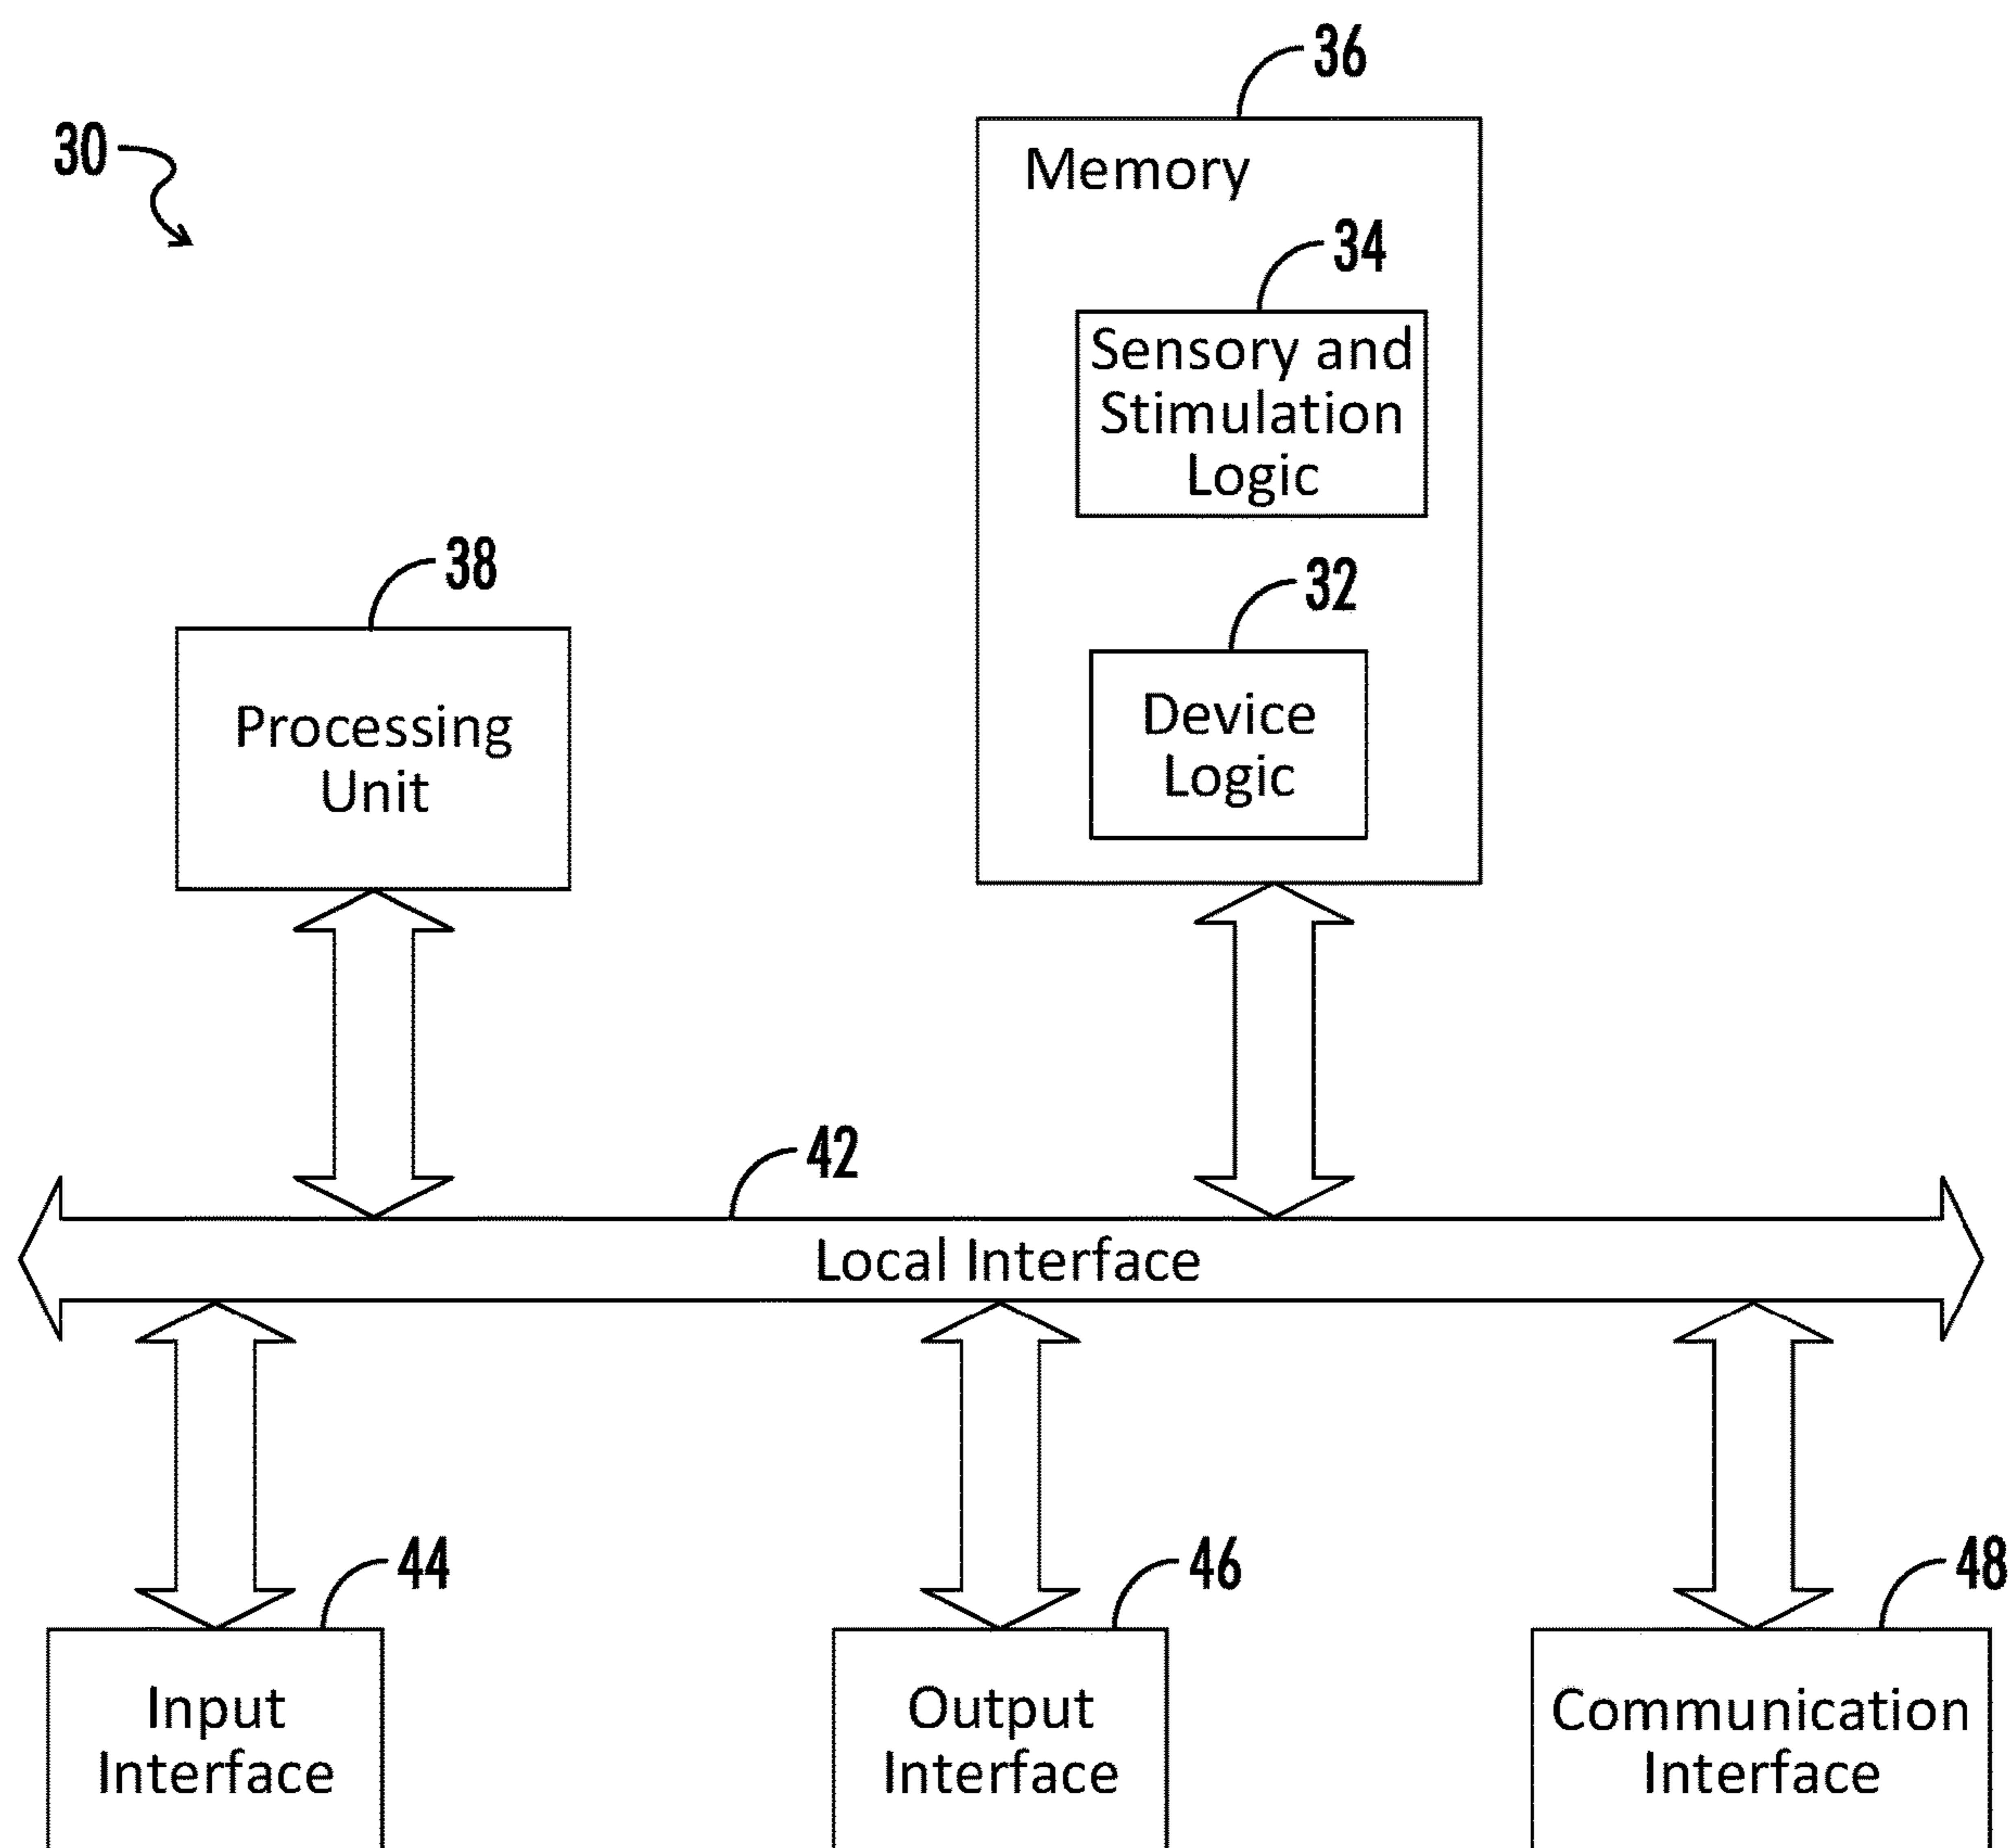 36
30
Memory
34
Sensory and
Stimulation
Logic
38
32
Processing
Unit
Device
Logic
42
Local Interface
44
46
48
Input
Interface
Output
Interface
Communication
Interface